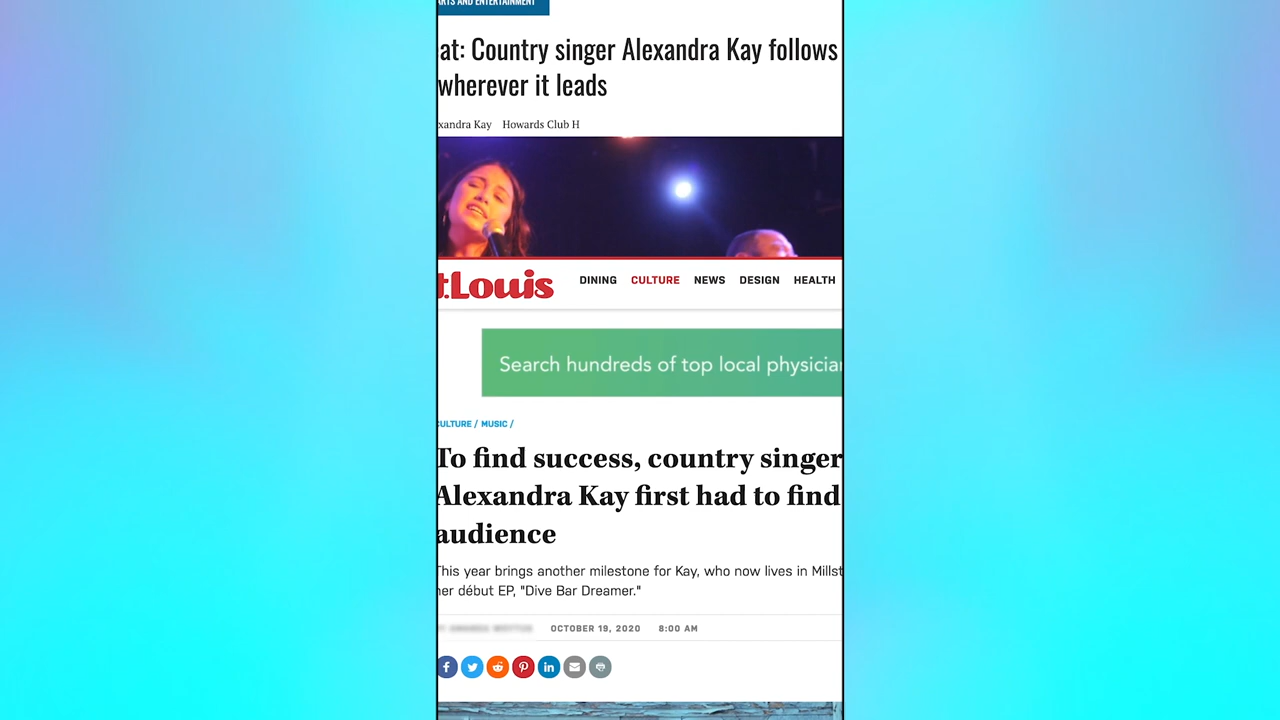 ARTS AND ENTERTAINMENT
at: Country singer Alexandra Kay follows
wherever it leads
xandra Kay Howards Club H
t.Louis DINING CULTURE NEWS DESIGN HEALTH
Search hundreds of top local physicia
CULTURE / MUSIC /
To find success, country singer
Alexandra Kay first had to find
audience
This year brings another milestone for Kay, who now lives in Millst
her début EP, "Dive Bar Dreamer."
OCTOBER 19, 2020 8:00 AM